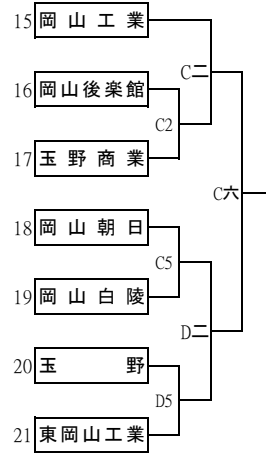 15 岡山工業
C二
16 岡山後楽館
C2
17 玉野商業
C六
18 岡山朝日
C5
19 岡山白陵
D二
20 玉野
D5
21 東岡山工業